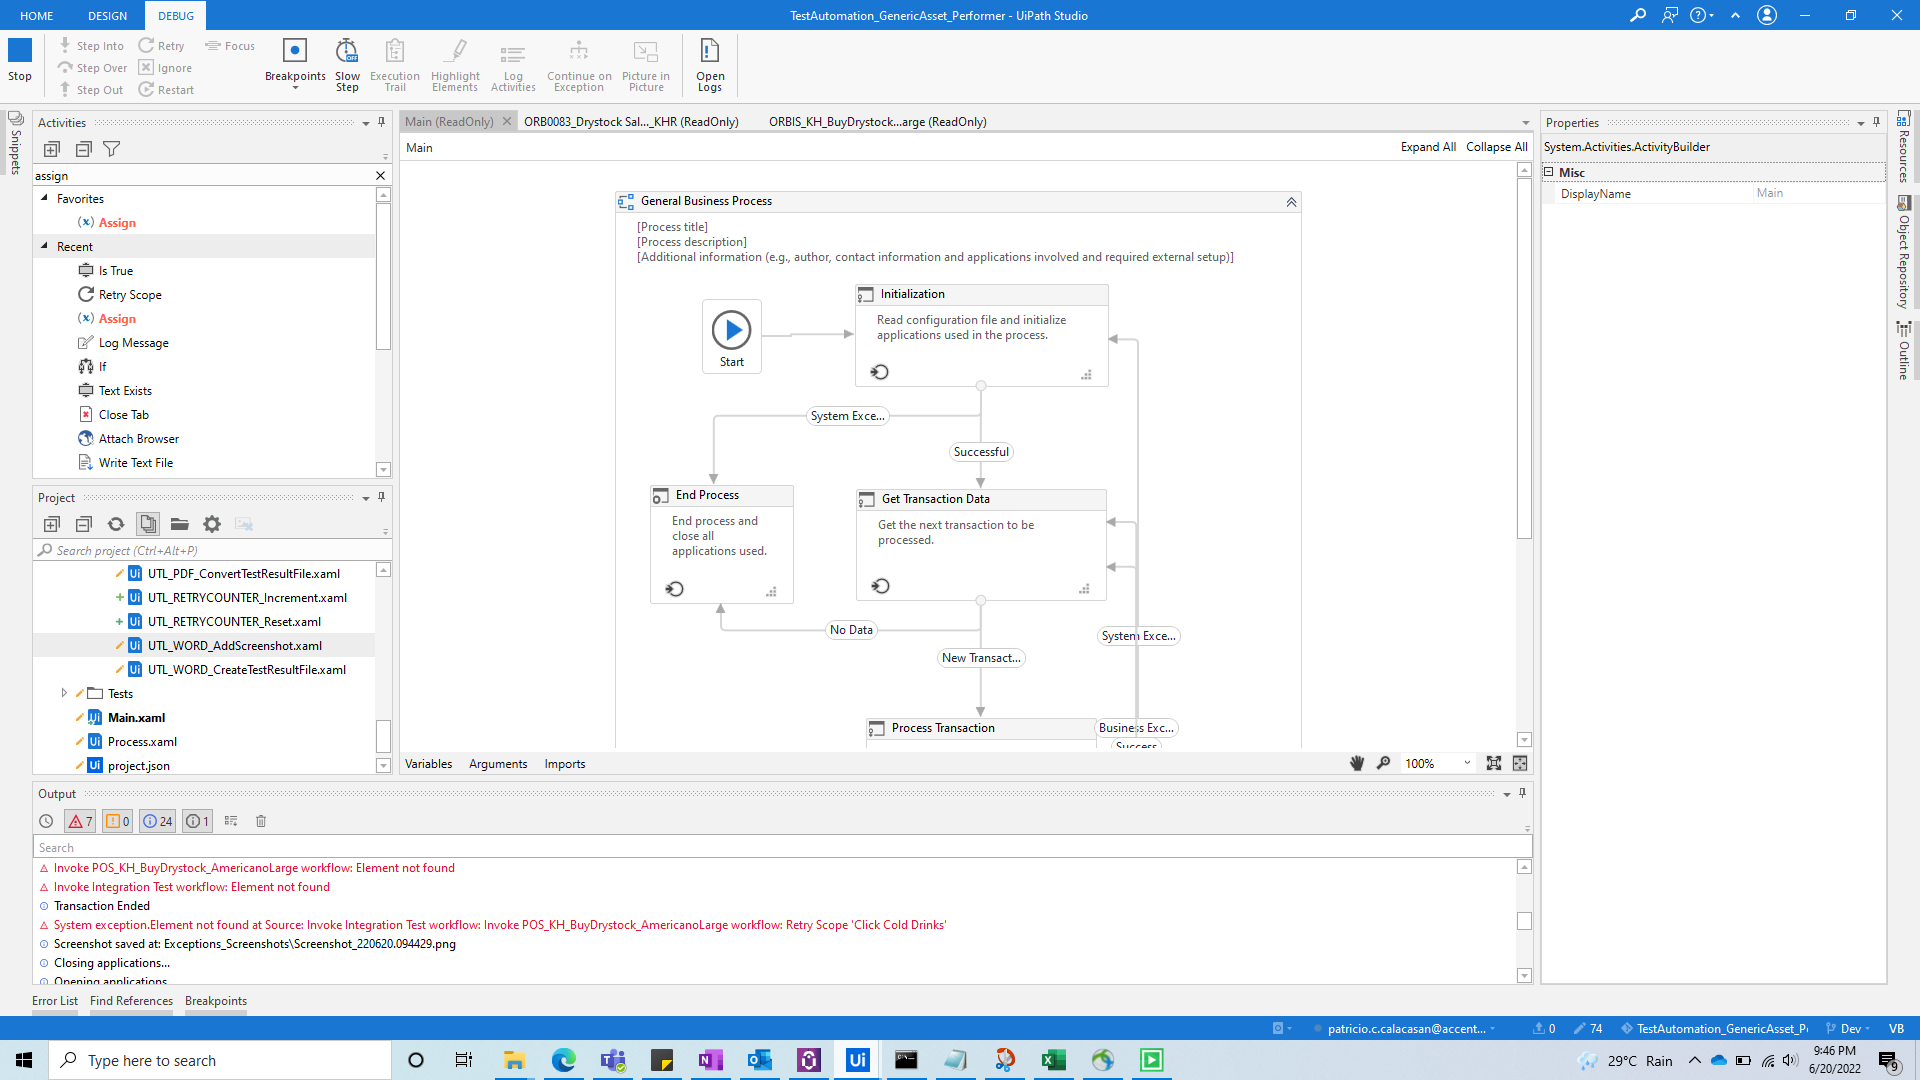 HOME DESIGN DEBUG
TestAutomation_GenericAsset_Performer - UiPath Studio
Stop
Step Into
Step Over
Step Out
Retry
Ignore
Restart
Focus
Breakpoints
Slow Step
Execution Trail
Highlight Elements
Log Activities
Continue on Exception
Picture in Picture
Open Logs
Snippets
Activities
assign
Favorites
(x) Assign
Recent
Is True
Retry Scope
(x) Assign
Log Message
If
Text Exists
Close Tab
Attach Browser
Write Text File
Project
Search project (Ctrl+Alt+P)
UTL_PDF_ConvertTestResultFile.xaml
UTL_RETRYCOUNTER_Increment.xaml
UTL_RETRYCOUNTER_Reset.xaml
UTL_WORD_AddScreenshot.xaml
UTL_WORD_CreateTestResultFile.xaml
Tests
Main.xaml
Process.xaml
project.json
Main (ReadOnly)
ORB0083_Drystock Sal..._KHR (ReadOnly)
ORBIS_KH_BuyDrystock...arge (ReadOnly)
Main
Expand All Collapse All
General Business Process
[Process title]
[Process description]
[Additional information (e.g., author, contact information and applications involved and required external setup)]
Start
Initialization
Read configuration file and initialize
applications used in the process.
System Exce...
Successful
End Process
End process and
close all
applications used.
Get Transaction Data
Get the next transaction to be
processed.
No Data
New Transact...
System Exce...
Process Transaction
Business Exc...
Success
Variables Arguments Imports
100%
Properties
System.Activities.ActivityBuilder
Misc
DisplayName Main
Resources
Object Repository
Outline
Output
7 0 24 1
Search
Invoke POS_KH_BuyDrystock_AmericanoLarge workflow: Element not found
Invoke Integration Test workflow: Element not found
Transaction Ended
System exception.Element not found at Source: Invoke Integration Test workflow: Invoke POS_KH_BuyDrystock_AmericanoLarge workflow: Retry Scope 'Click Cold Drinks'
Screenshot saved at: Exceptions_Screenshots\Screenshot_220620.094429.png
Closing applications...
Opening applications
Error List Find References Breakpoints
patricio.c.calacasan@accent... 0 74 TestAutomation_GenericAsset_P Dev VB
Type here to search
29°C Rain
9:46 PM
6/20/2022
9